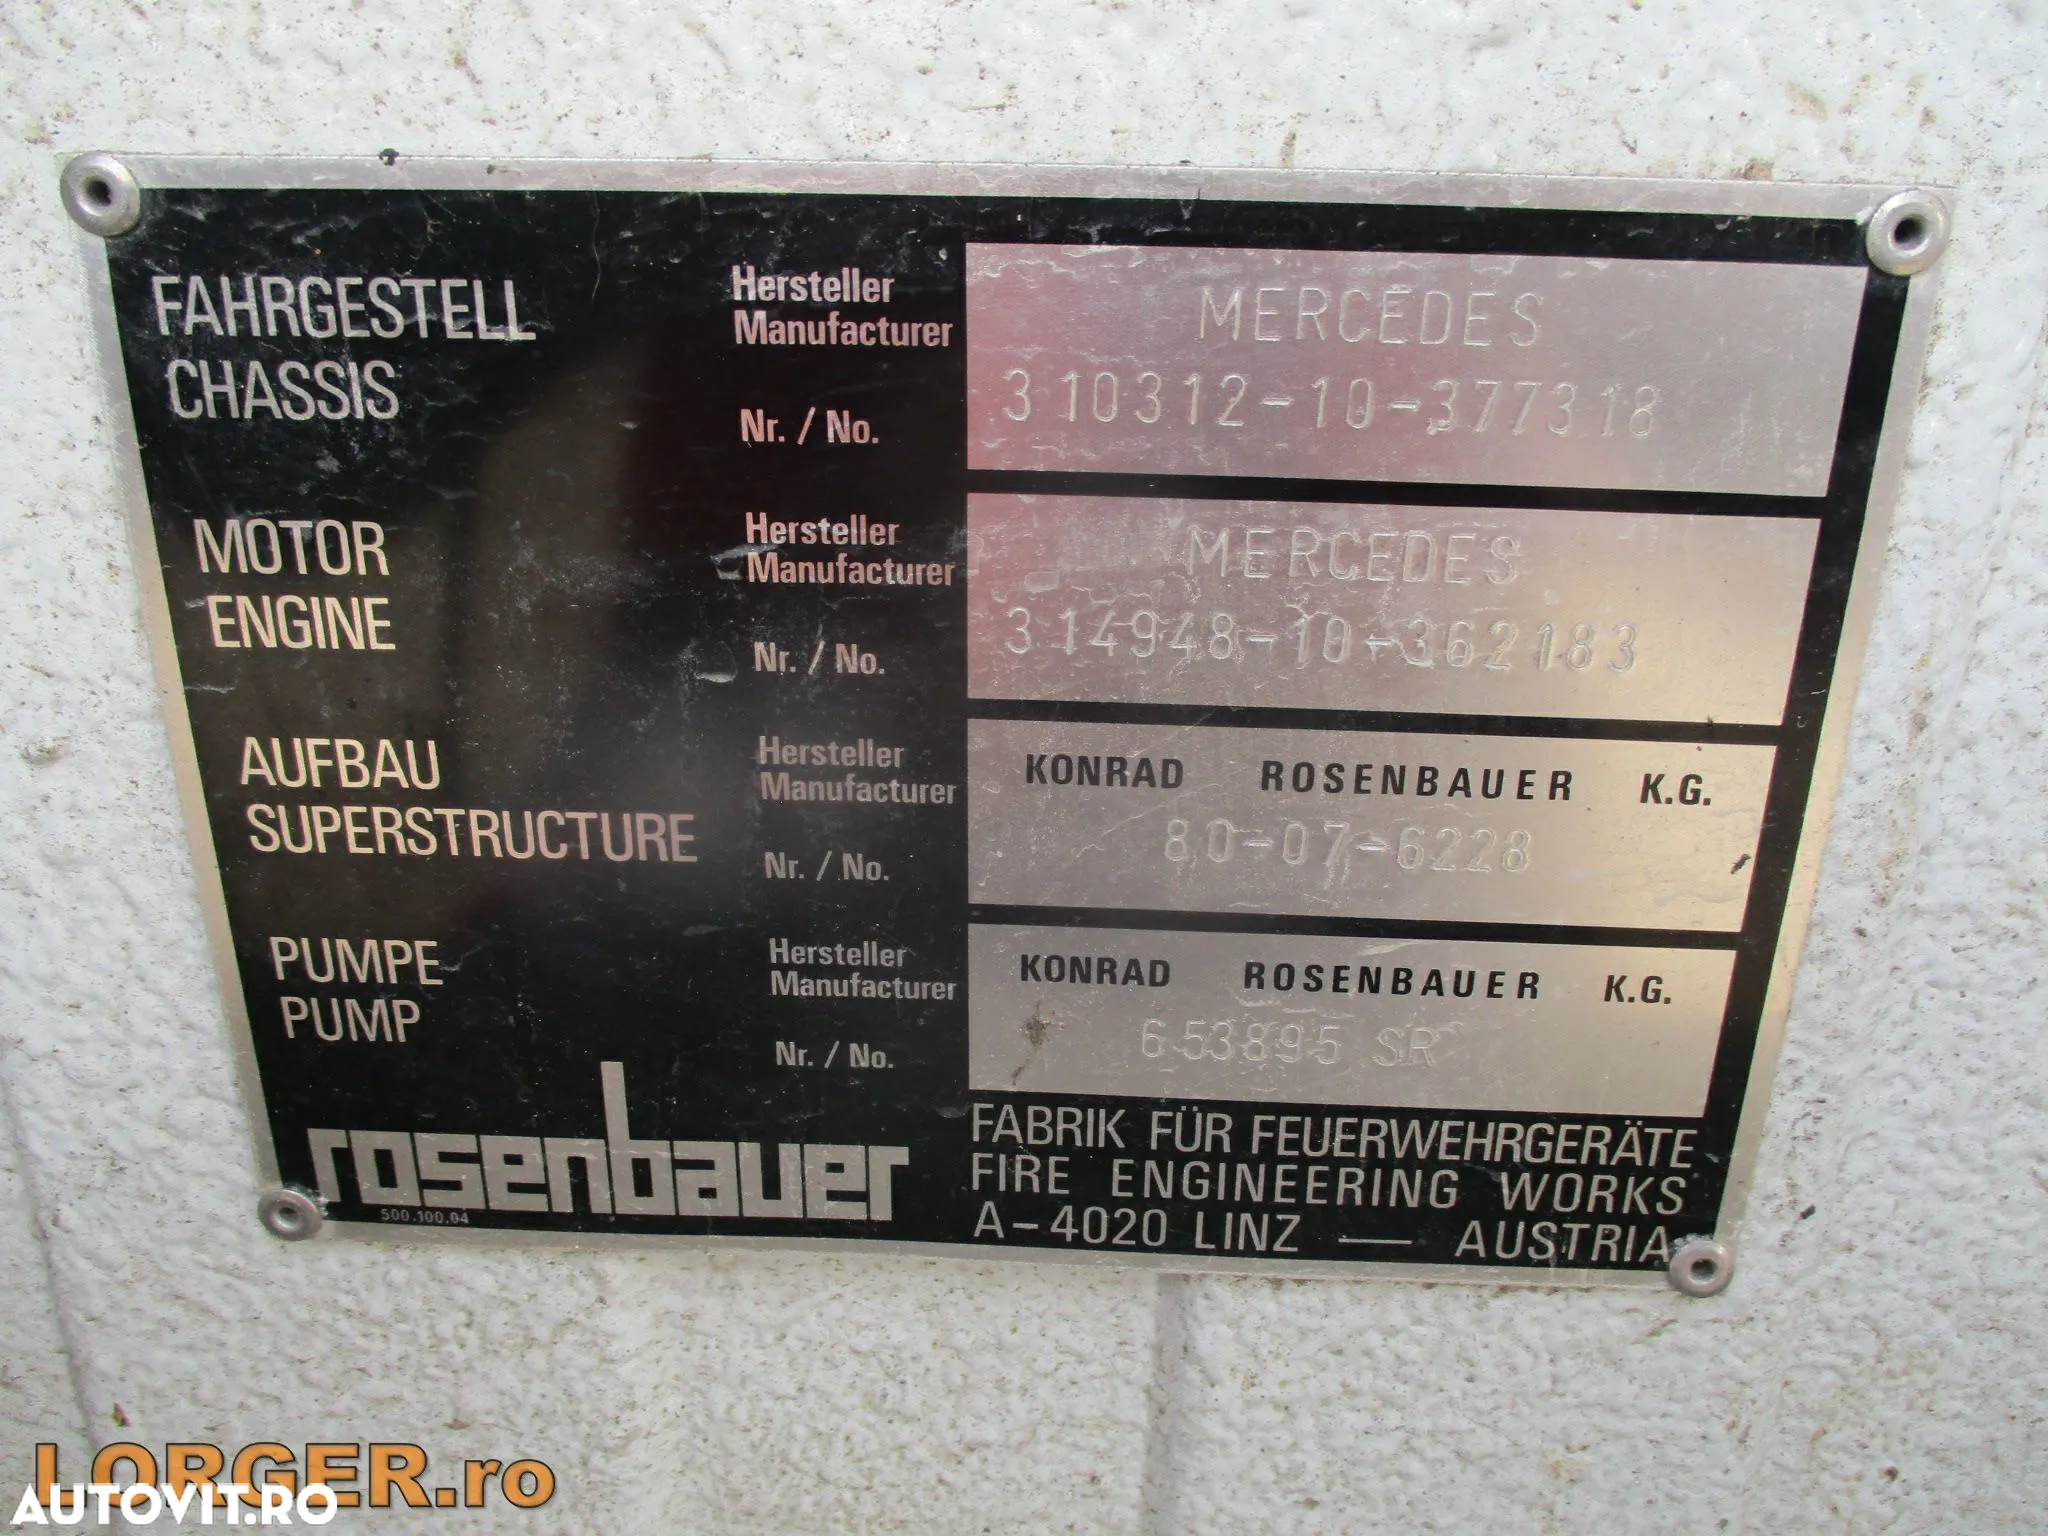 FAHRGESTELL
CHASSIS
Hersteller
Manufacturer
MERCEDES
Nr. / No.
310312-10-377318
MOTOR
ENGINE
Hersteller
Manufacturer
MERCEDES
Nr. / No.
314948-10-362183
AUFBAU
SUPERSTRUCTURE
Hersteller
Manufacturer
KONRAD ROSENBAUER K.G.
Nr. / No.
80-07-6228
PUMPE
PUMP
Hersteller
Manufacturer
KONRAD ROSENBAUER K.G.
Nr. / No.
653895 SR
rosenbauer
500.100.04
FABRIK FÜR FEUERWEHRGERÄTE
FIRE ENGINEERING WORKS
A-4020 LINZ — AUSTRIA
LORGER.ro
AUTOVIT.RO